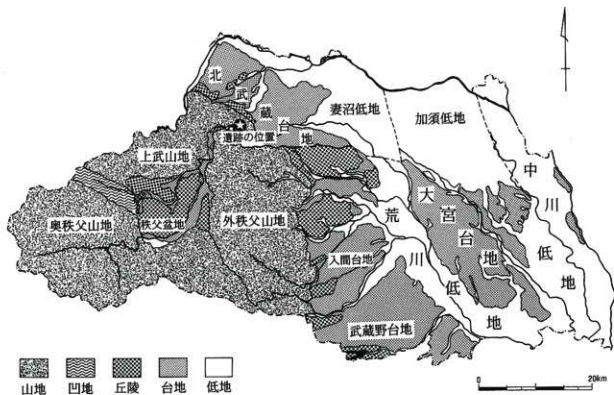 北武蔵台地
妻沼低地
加須低地
中川低地
遺跡の位置
上武山地
大宮台地
奥秩父山地
秩父盆地
外秩父山地
荒川低地
入間台地
武蔵野台地
山地
凹地
丘陵
台地
低地
0
20km